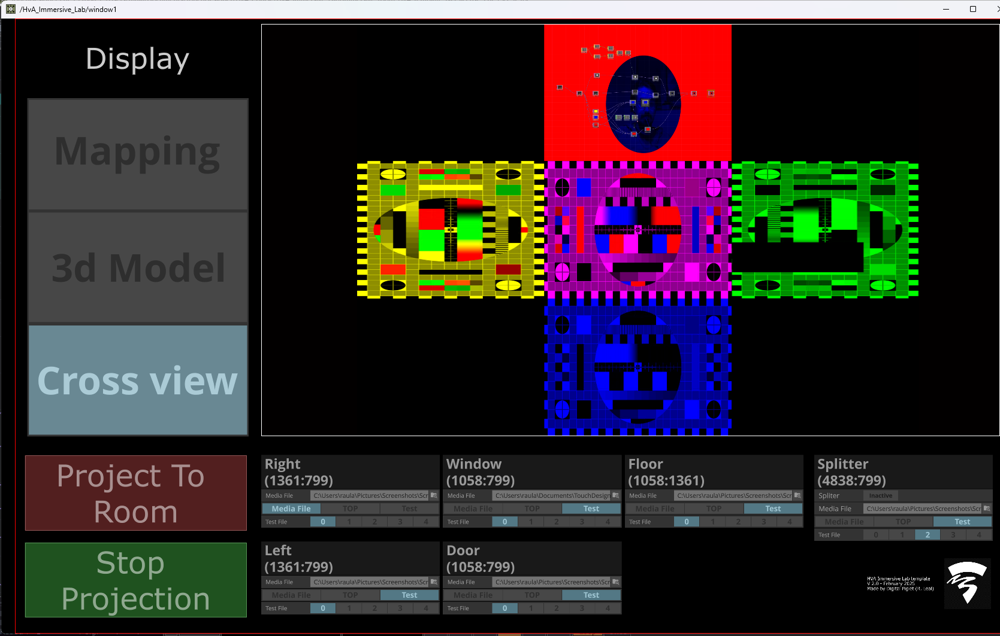 /HvA_Immersive_Lab/window1
Display
Mapping
3d Model
Cross view
Project To
Room
Stop
Projection
Right
(1361:799)
Media File C:\Users\raula\Pictures\Screenshots\Scr
Media File TOP Test
Test File 0 1 2 3 4
Window
(1058:799)
Media File C:\Users\raula\Documents\TouchDesign
Media File TOP Test
Test File 0 1 2 3 4
Floor
(1058:1361)
Media File C:\Users\raula\Pictures\Screenshots\Scr
Media File TOP Test
Test File 0 1 2 3 4
Splitter
(4838:799)
Spliter Inactive
Media File C:\Users\raula\Pictures\Screenshots\Scr
Media File TOP Test
Test File 0 1 2 3 4
Left
(1361:799)
Media File C:\Users\raula\Pictures\Screenshots\Scr
Media File TOP Test
Test File 0 1 2 3 4
Door
(1058:799)
Media File C:\Users\raula\Pictures\Screenshots\Scr
Media File TOP Test
Test File 0 1 2 3 4
HVA Immersive Lab template
V 2.0 - February 2025
Made by Digital Piglet (R. Leal)